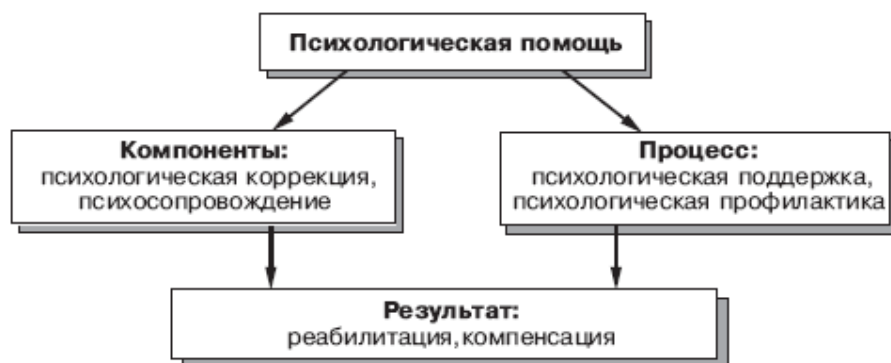 Психологическая помощь
Компоненты:
психологическая коррекция,
психосопровождение
Процесс:
психологическая поддержка,
психологическая профилактика
Результат:
реабилитация, компенсация